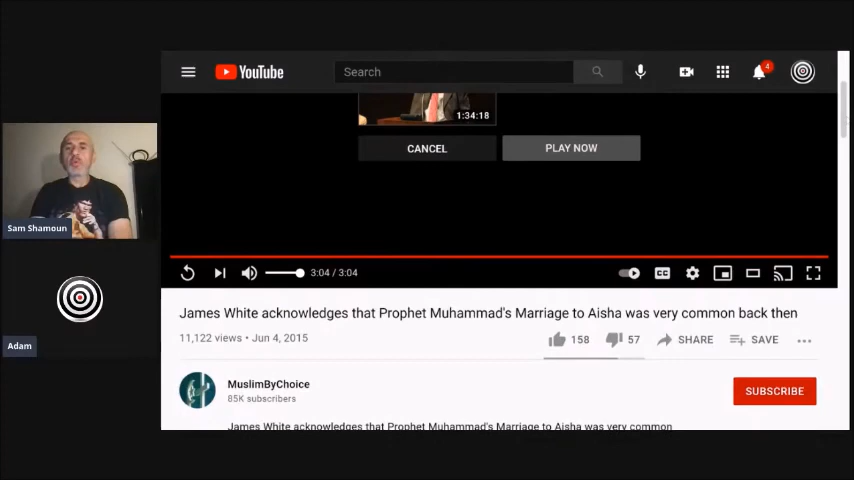 YouTube
Search
4
1:34:18
CANCEL
PLAY NOW
Sam Shamoun
3:04 / 3:04
CC
James White acknowledges that Prophet Muhammad's Marriage to Aisha was very common back then
11,122 views • Jun 4, 2015
158
57
SHARE
SAVE
Adam
MuslimByChoice
85K subscribers
SUBSCRIBE
James White acknowledges that Prophet Muhammad's Marriage to Aisha was very common